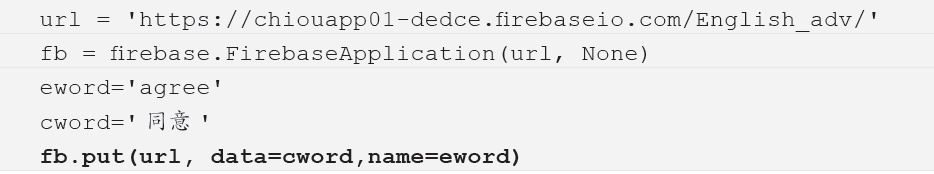 url = 'https://chiouapp01-dedce.firebaseio.com/English_adv/'
fb = firebase.FirebaseApplication(url, None)
eword='agree'
cword=' 同意 '
fb.put(url, data=cword,name=eword)